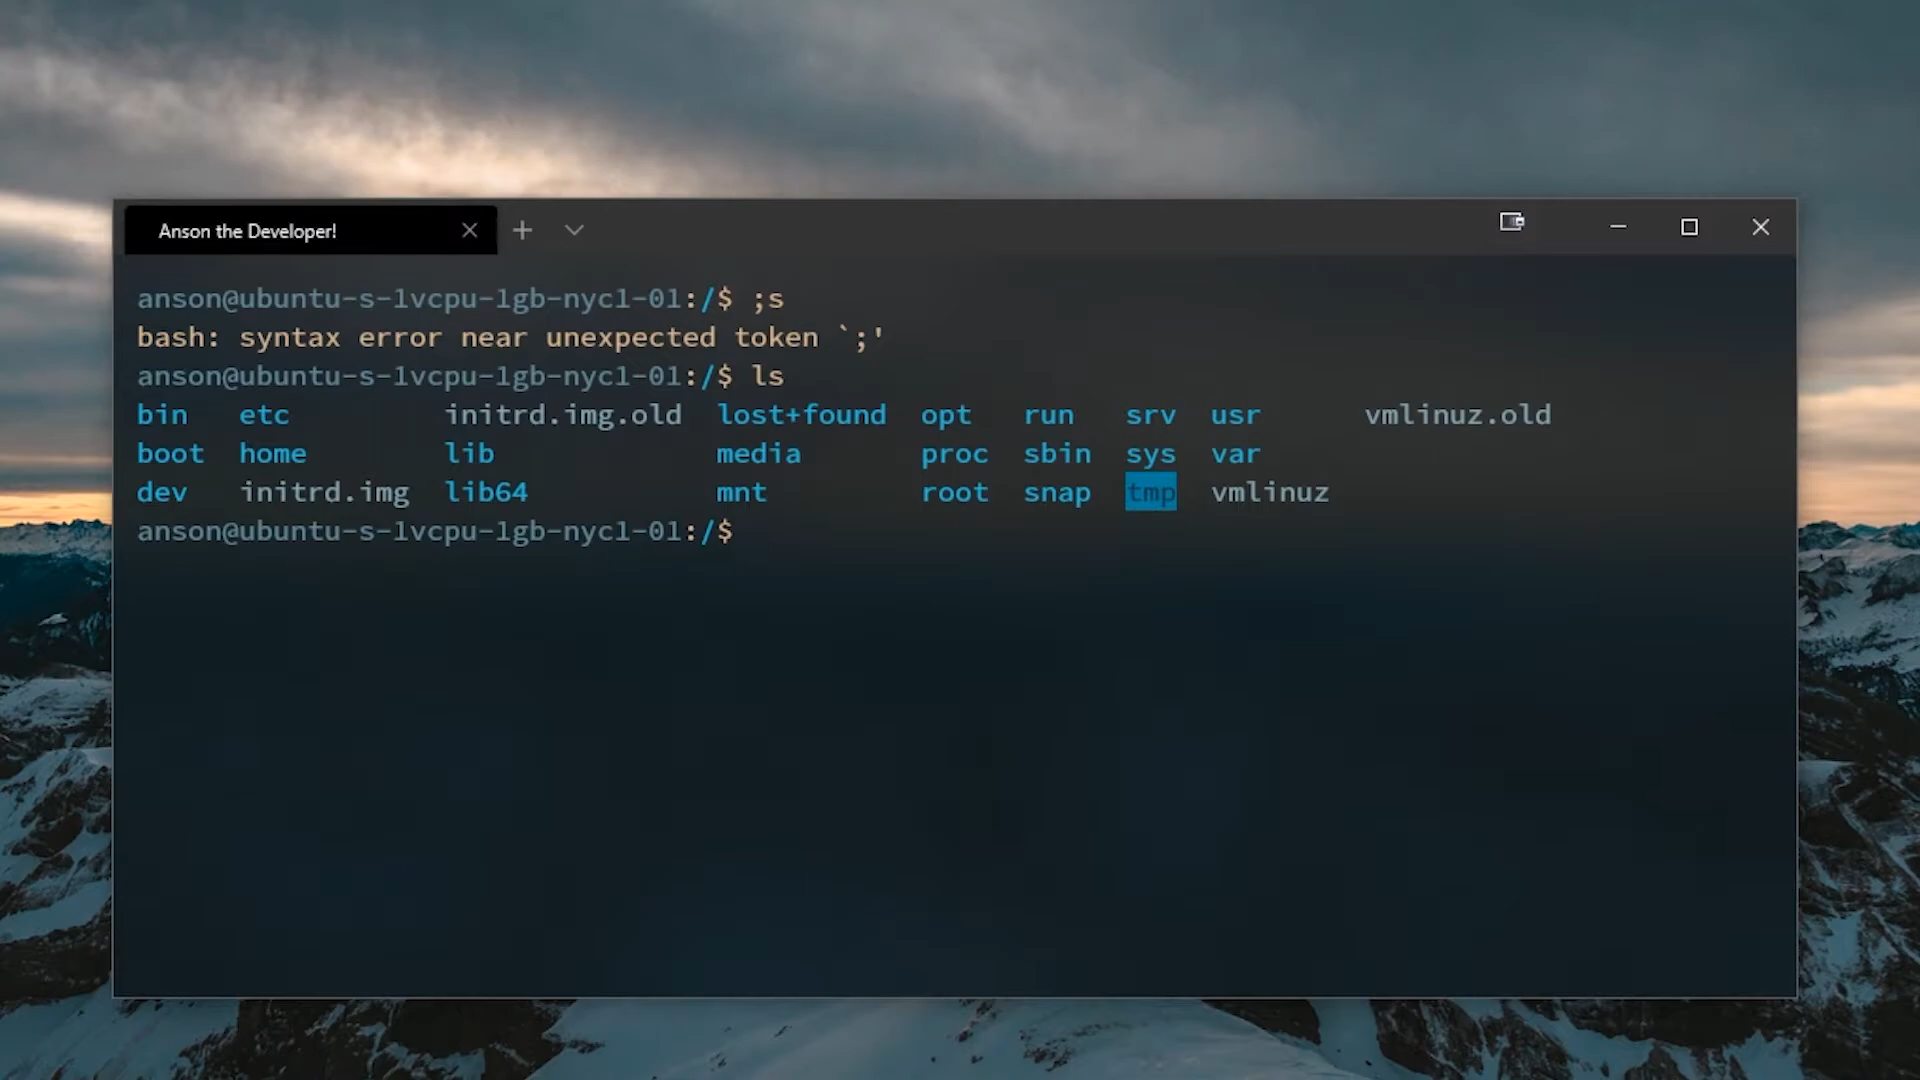 Anson the Developer!
anson@ubuntu-s-1vcpu-1gb-nyc1-01:/$ ;s
bash: syntax error near unexpected token `;'
anson@ubuntu-s-1vcpu-1gb-nyc1-01:/$ ls
bin etc initrd.img.old lost+found opt run srv usr vmlinuz.old
boot home lib media proc sbin sys var
dev initrd.img lib64 mnt root snap tmp vmlinuz
anson@ubuntu-s-1vcpu-1gb-nyc1-01:/$